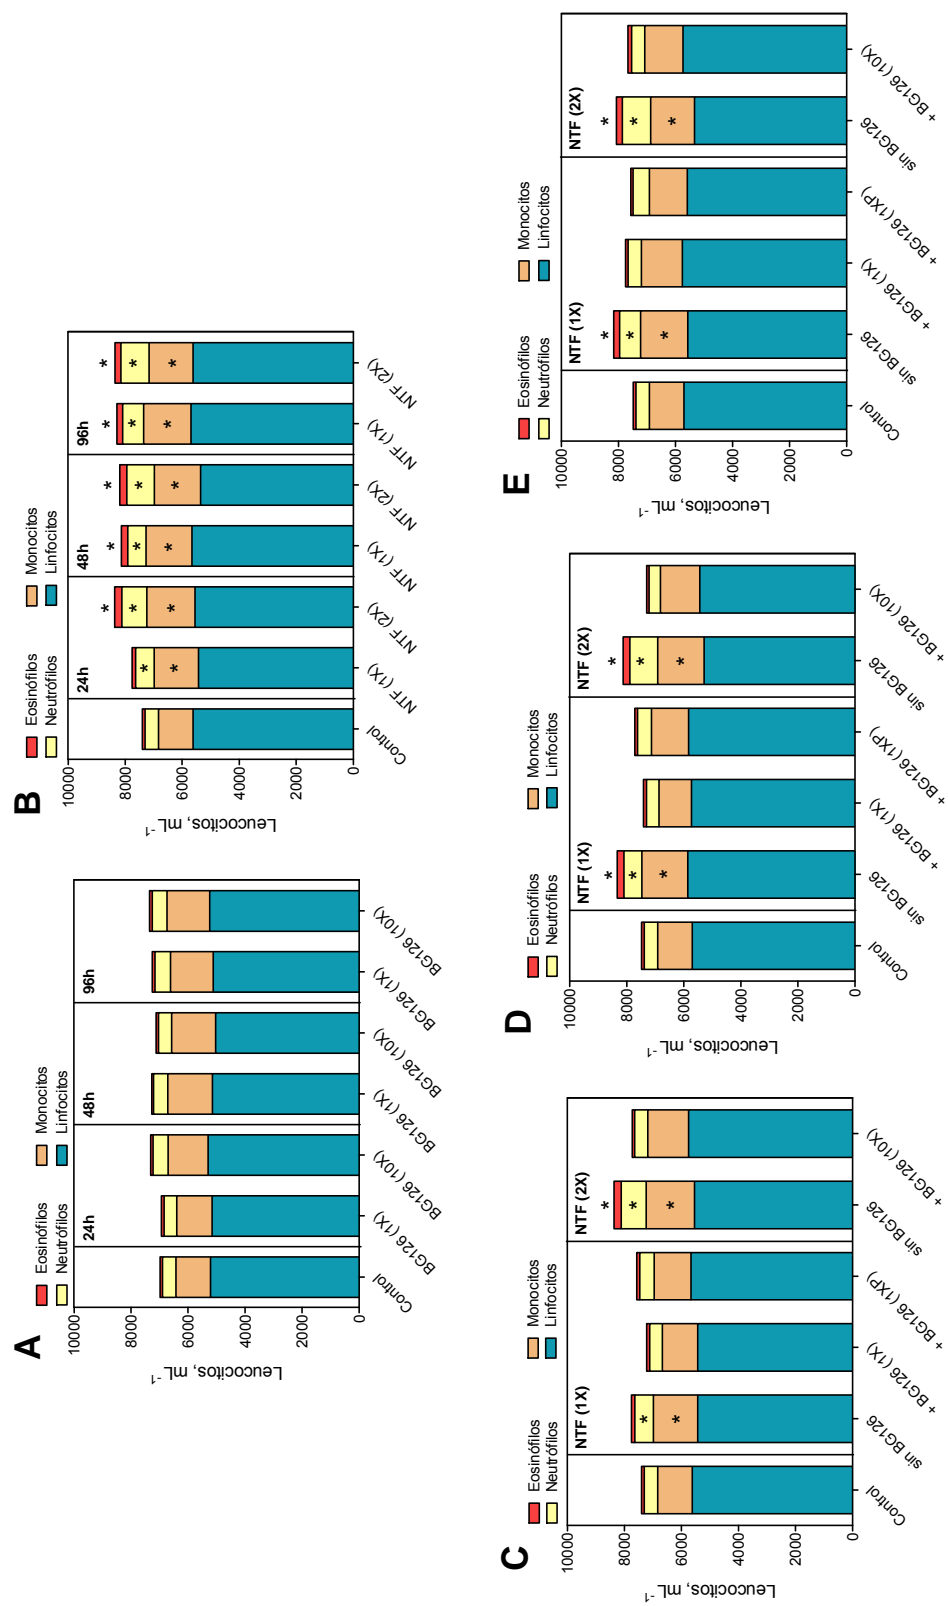 A
Eosinófilos
Neutrófilos
Monocitos
Linfocitos
24h
48h
96h
Leucocitos, mL⁻¹
10000
8000
6000
4000
2000
0
Control
BG126 (1X)
BG126 (10X)
BG126 (1X)
BG126 (10X)
BG126 (1X)
BG126 (10X)
B
Eosinófilos
Neutrófilos
Monocitos
Linfocitos
24h
48h
96h
* * * * *
* * * * * *
* * * * * *
Leucocitos, mL⁻¹
10000
8000
6000
4000
2000
0
Control
NTF (1X)
NTF (2X)
NTF (1X)
NTF (2X)
NTF (1X)
NTF (2X)
C
Eosinófilos
Neutrófilos
Monocitos
Linfocitos
NTF (1X)
NTF (2X)
*
* *
* *
Leucocitos, mL⁻¹
10000
8000
6000
4000
2000
0
Control
sin BG126
+ BG126 (1X)
+ BG126 (1XP)
sin BG126
+ BG126 (10X)
D
Eosinófilos
Neutrófilos
Monocitos
Linfocitos
NTF (1X)
NTF (2X)
* *
* *
* *
Leucocitos, mL⁻¹
10000
8000
6000
4000
2000
0
Control
sin BG126
+ BG126 (1X)
+ BG126 (1XP)
sin BG126
+ BG126 (10X)
E
Eosinófilos
Neutrófilos
Monocitos
Linfocitos
NTF (1X)
NTF (2X)
* *
* *
* *
Leucocitos, mL⁻¹
10000
8000
6000
4000
2000
0
Control
sin BG126
+ BG126 (1X)
+ BG126 (1XP)
sin BG126
+ BG126 (10X)